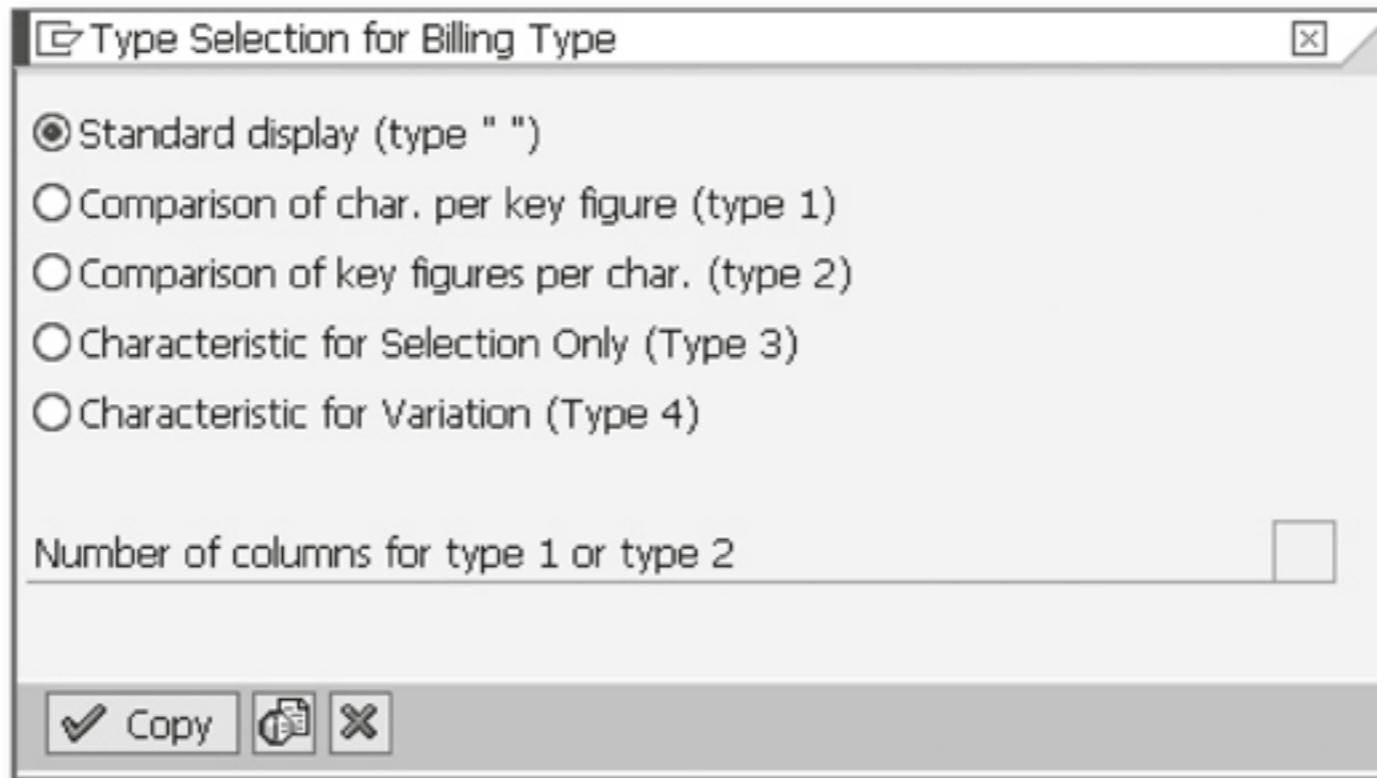 Type Selection for Billing Type
Standard display (type " ")
Comparison of char. per key figure (type 1)
Comparison of key figures per char. (type 2)
Characteristic for Selection Only (Type 3)
Characteristic for Variation (Type 4)
Number of columns for type 1 or type 2
Copy